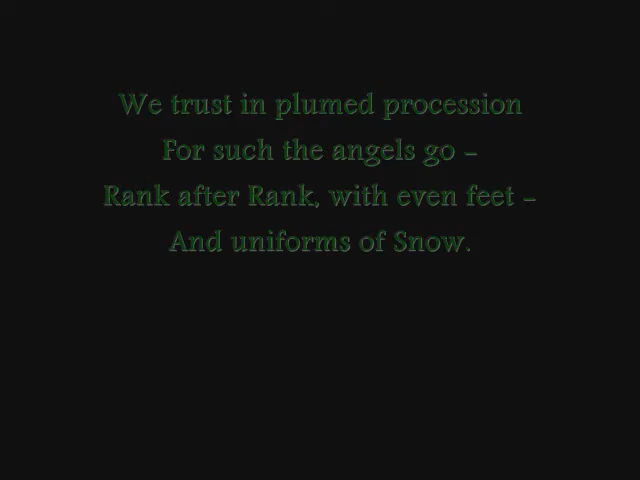 We trust in plumed procession
For such the angels go –
Rank after Rank, with even feet –
And uniforms of Snow.